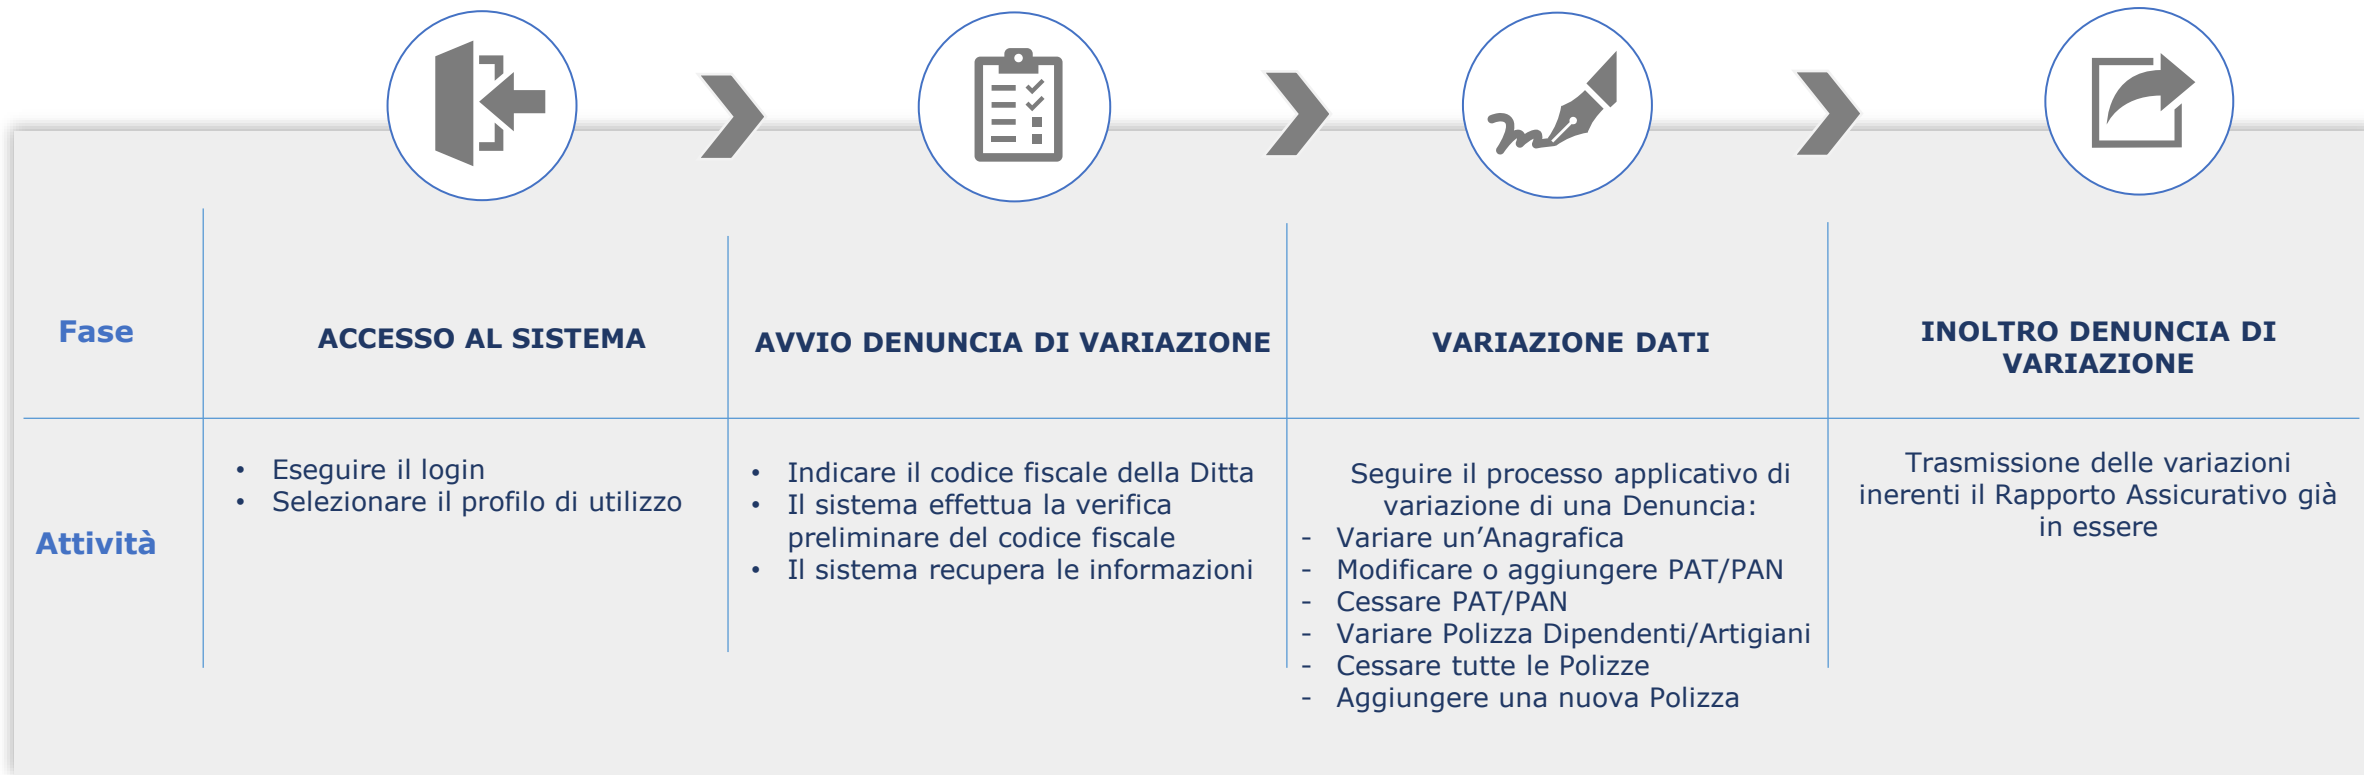 Fase
ACCESSO AL SISTEMA
AVVIO DENUNCIA DI VARIAZIONE
VARIAZIONE DATI
INOLTRO DENUNCIA DI
VARIAZIONE
Attività
• Eseguire il login
• Selezionare il profilo di utilizzo
• Indicare il codice fiscale della Ditta
• Il sistema effettua la verifica
preliminare del codice fiscale
• Il sistema recupera le informazioni
Seguire il processo applicativo di
variazione di una Denuncia:
- Variare un’Anagrafica
- Modificare o aggiungere PAT/PAN
- Cessare PAT/PAN
- Variare Polizza Dipendenti/Artigiani
- Cessare tutte le Polizze
- Aggiungere una nuova Polizza
Trasmissione delle variazioni
inerenti il Rapporto Assicurativo già
in essere